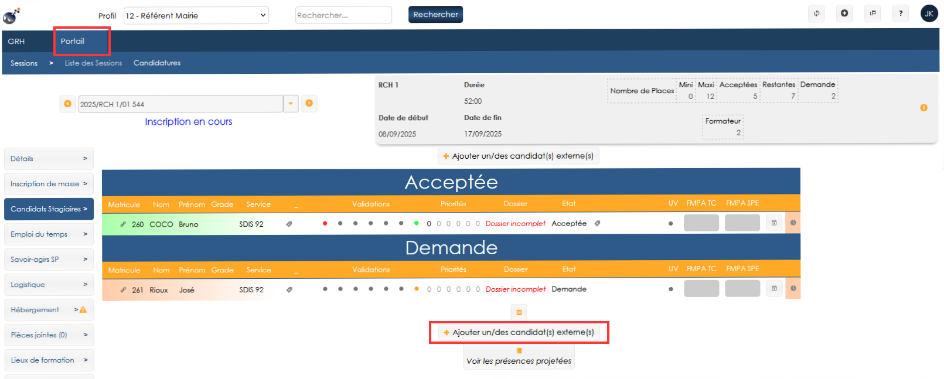 Profil 12 - Référent Mairie Rechercher... Rechercher ? JK
GRH Portail
Sessions > Liste des Sessions Candidatures
2025/RCH 1/01 544
Inscription en cours
RCH 1 Durée
52:00
Date de début Date de fin
08/09/2025 17/09/2025
Nombre de Places Mini Maxi Acceptées Restantes Demande
0 12 5 7 2
Formateur
2
+ Ajouter un/des candidat(s) externe(s)
Détails >
Inscription de masse >
Candidats Stagiaires >
Emploi du temps >
Savoir-agirs SP >
Logistique >
Hébergement >
Pièces jointes (0) >
Lieux de formation >
Acceptée
Matricule Nom Prénom Grade Service _ Validations Priorités Dossier Etat UV FMPA TC FMPA SPE
260 COCO Bruno SDIS 92 0 0 0 0 0 0 Dossier incomplet Acceptée
Demande
Matricule Nom Prénom Grade Service _ Validations Priorités Dossier Etat UV FMPA TC FMPA SPE
261 Rioux José SDIS 92 0 0 0 0 0 0 Dossier incomplet Demande
+ Ajouter un/des candidat(s) externe(s)
Voir les présences projetées